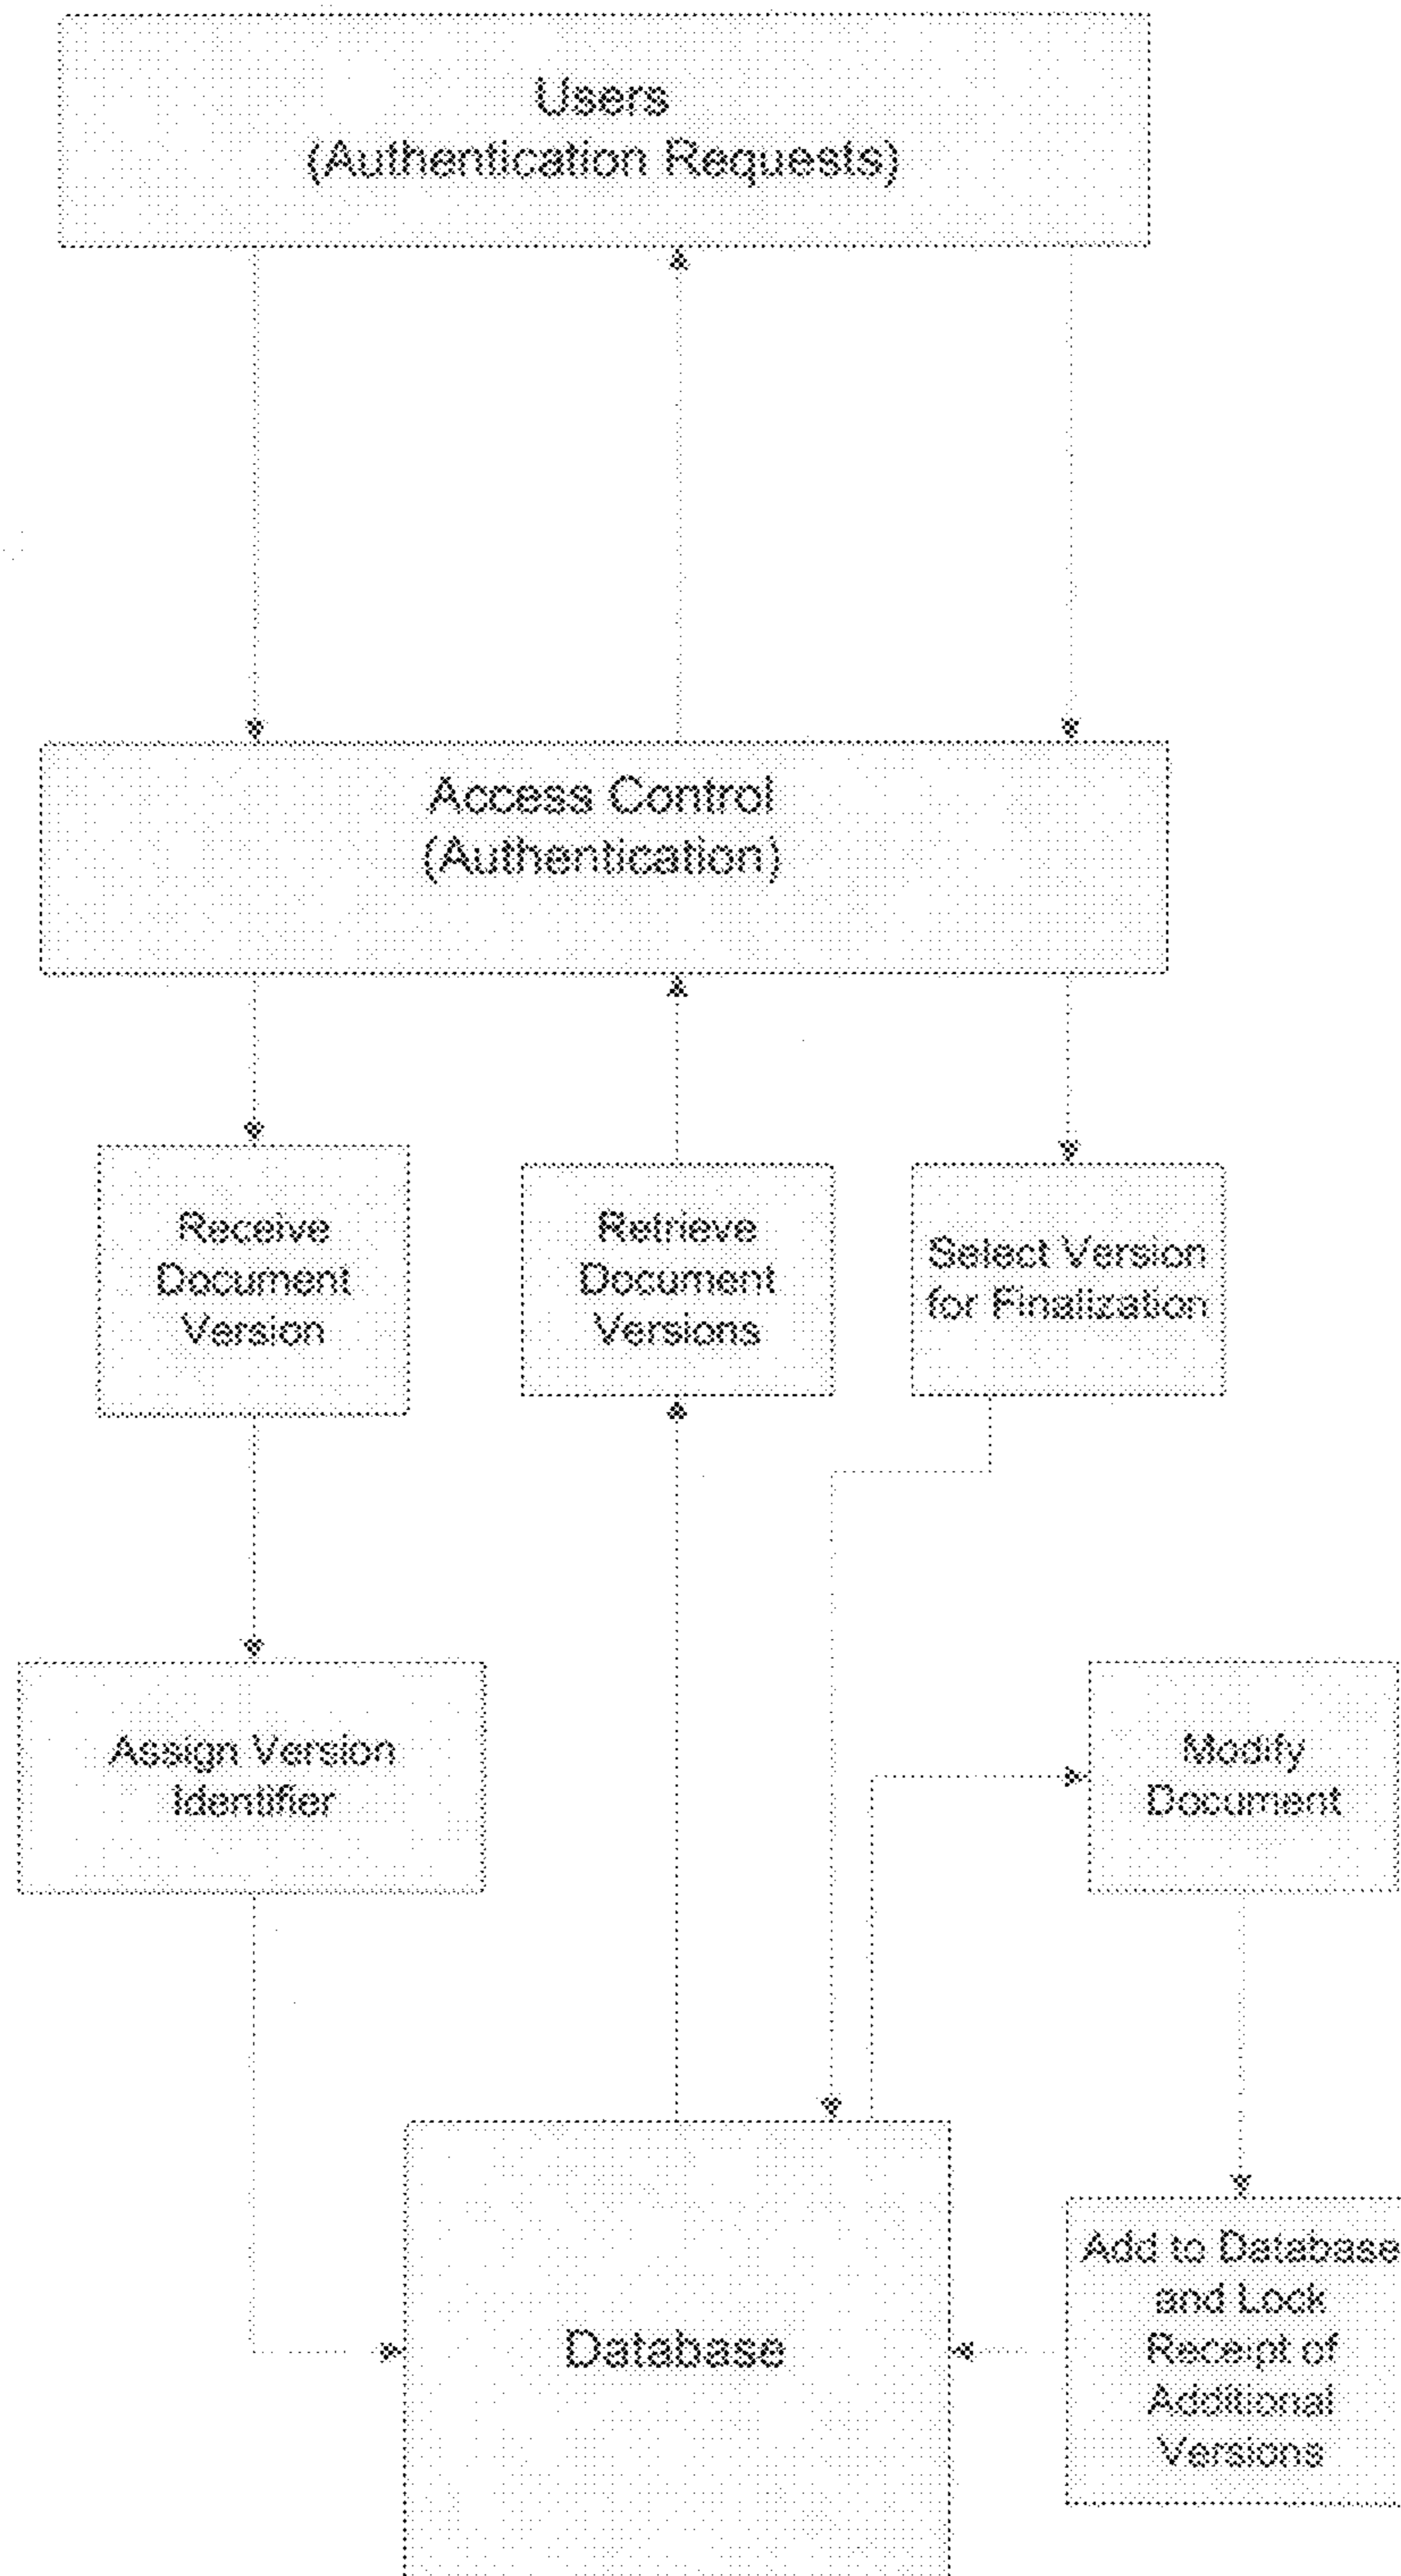 Users
(Authentication Requests)
Access Control
(Authentication)
Receive
Document
Version
Retrieve
Document
Versions
Select Version
for Finalization
Assign Version
Identifier
Modify
Document
Database
Add to Database
and Lock
Receipt of
Additional
Versions